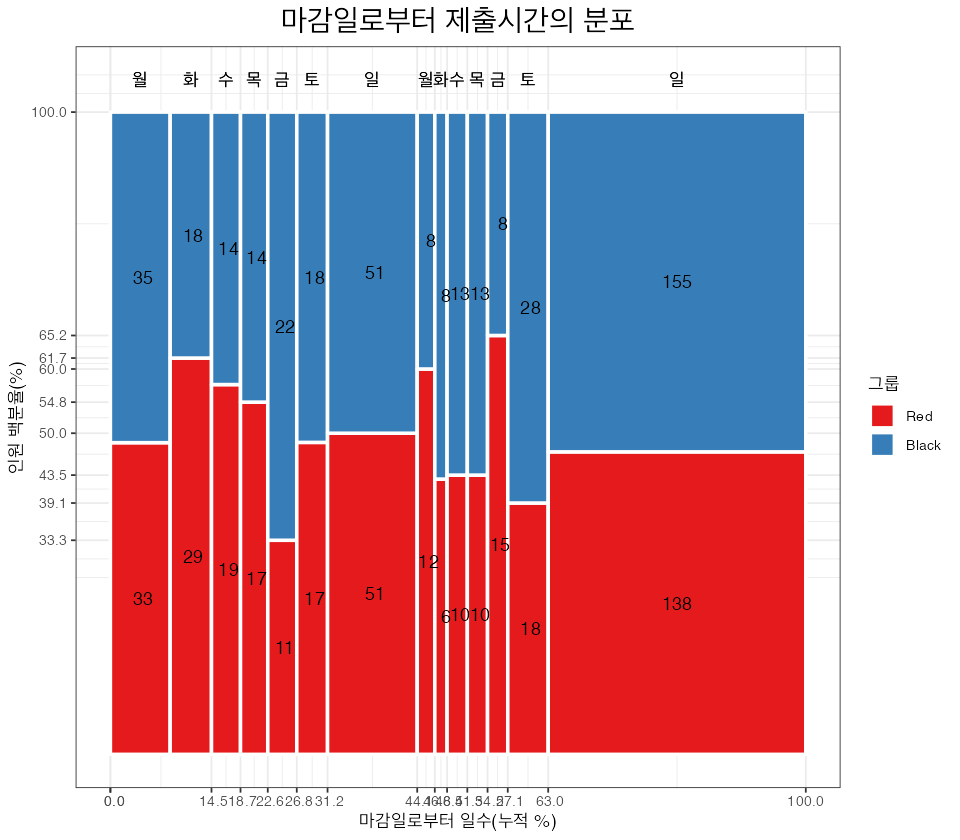 마감일로부터 제출시간의 분포
월 화 수 목 금 토 일 월 화 수 목 금 토 일
100.0
65.2
61.7
60.0
54.8
50.0
43.5
39.1
33.3
인원 백분율(%)
35 18 14 14 22 18 51 8 8 13 13 8 28 155
33 29 19 17 11 17 51 12 6 10 10 15 18 138
그룹
Red
Black
0.0 14.5 18.7 22.6 26.8 31.2 63.0 100.0
마감일로부터 일수(누적 %)